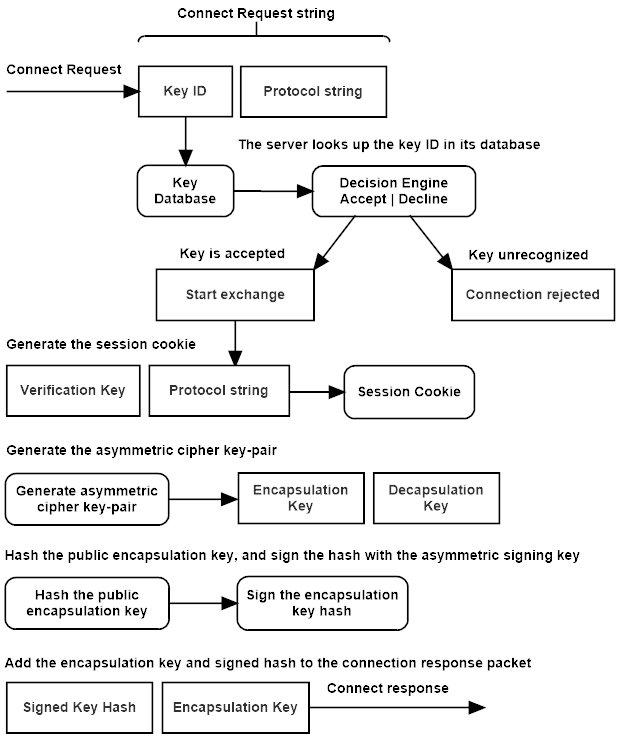 Connect Request string
Connect Request
Key ID
Protocol string
The server looks up the key ID in its database
Key
Database
Decision Engine
Accept | Decline
Key is accepted
Key unrecognized
Start exchange
Connection rejected
Generate the session cookie
Verification Key
Protocol string
Session Cookie
Generate the asymmetric cipher key-pair
Generate asymmetric
cipher key-pair
Encapsulation
Key
Decapsulation
Key
Hash the public encapsulation key, and sign the hash with the asymmetric signing key
Hash the public
encapsulation key
Sign the encapsulation
key hash
Add the encapsulation key and signed hash to the connection response packet
Signed Key Hash
Encapsulation Key
Connect response